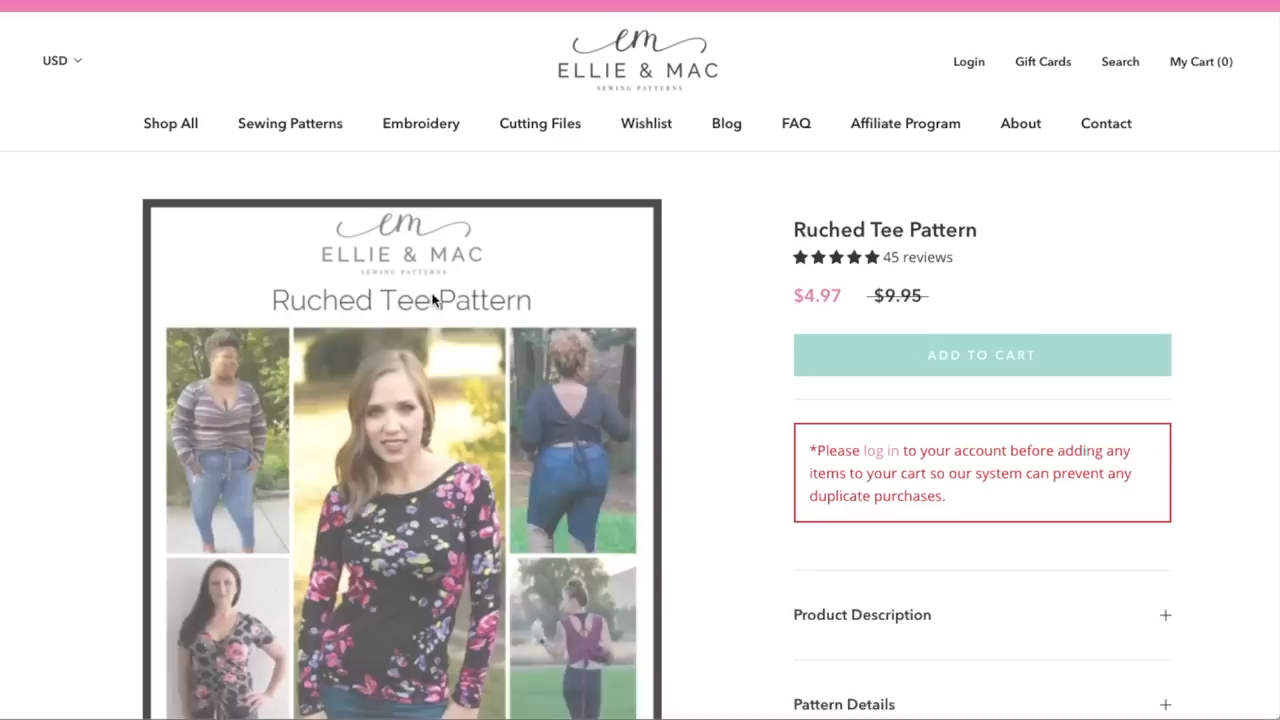 USD
em
ELLIE & MAC
SEWING PATTERNS
Login
Gift Cards
Search
My Cart (0)
Shop All
Sewing Patterns
Embroidery
Cutting Files
Wishlist
Blog
FAQ
Affiliate Program
About
Contact
em
ELLIE & MAC
SEWING PATTERNS
Ruched Tee Pattern
Ruched Tee Pattern
45 reviews
$4.97 $9.95
ADD TO CART
*Please log in to your account before adding any
items to your cart so our system can prevent any
duplicate purchases.
Product Description
Pattern Details